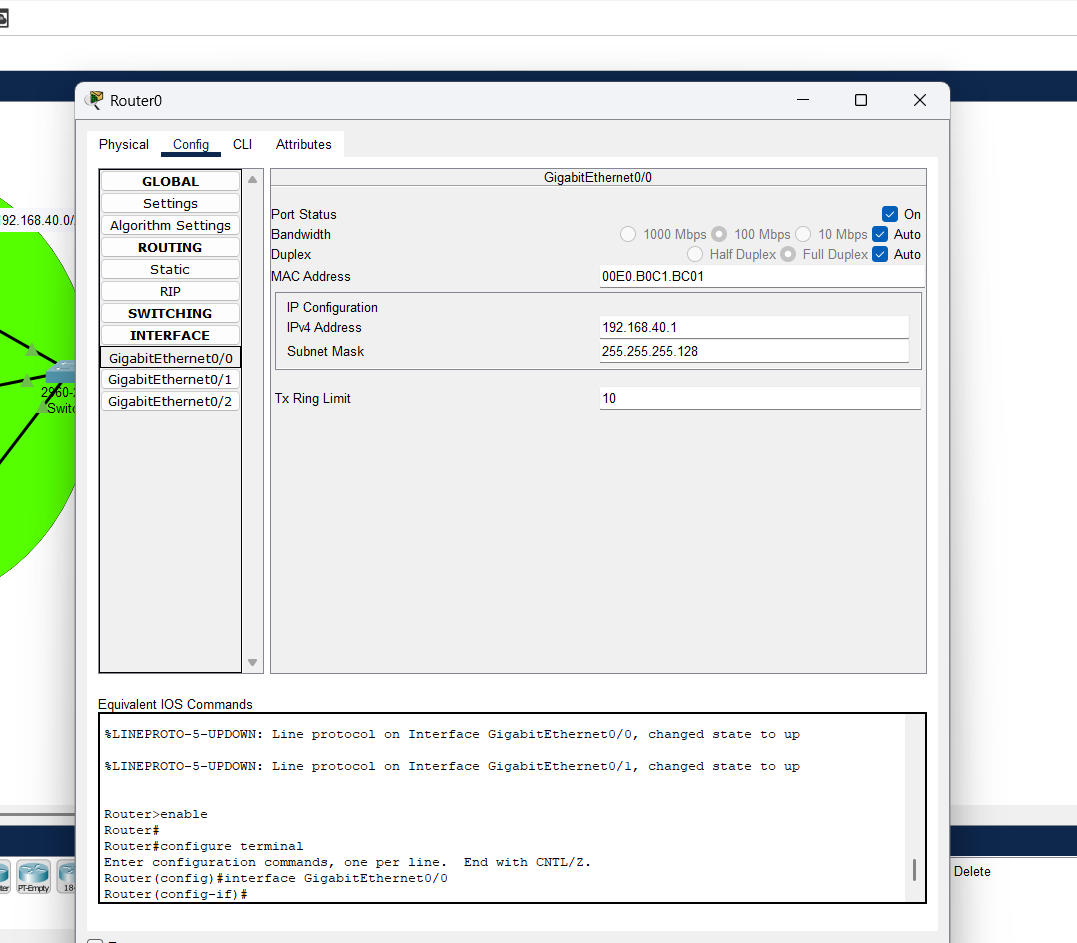 Router0
Physical Config CLI Attributes
GLOBAL
Settings
Algorithm Settings
ROUTING
Static
RIP
SWITCHING
INTERFACE
GigabitEthernet0/0
GigabitEthernet0/1
GigabitEthernet0/2
GigabitEthernet0/0
Port Status On
Bandwidth 1000 Mbps 100 Mbps 10 Mbps Auto
Duplex Half Duplex Full Duplex Auto
MAC Address 00E0.B0C1.BC01
IP Configuration
IPv4 Address 192.168.40.1
Subnet Mask 255.255.255.128
Tx Ring Limit 10
Equivalent IOS Commands
%LINEPROTO-5-UPDOWN: Line protocol on Interface GigabitEthernet0/0, changed state to up
%LINEPROTO-5-UPDOWN: Line protocol on Interface GigabitEthernet0/1, changed state to up
Router>enable
Router#
Router#configure terminal
Enter configuration commands, one per line. End with CNTL/Z.
Router(config)#interface GigabitEthernet0/0
Router(config-if)#
192.168.40.0/
2960-
Switc
PT-Empty
18
Delete